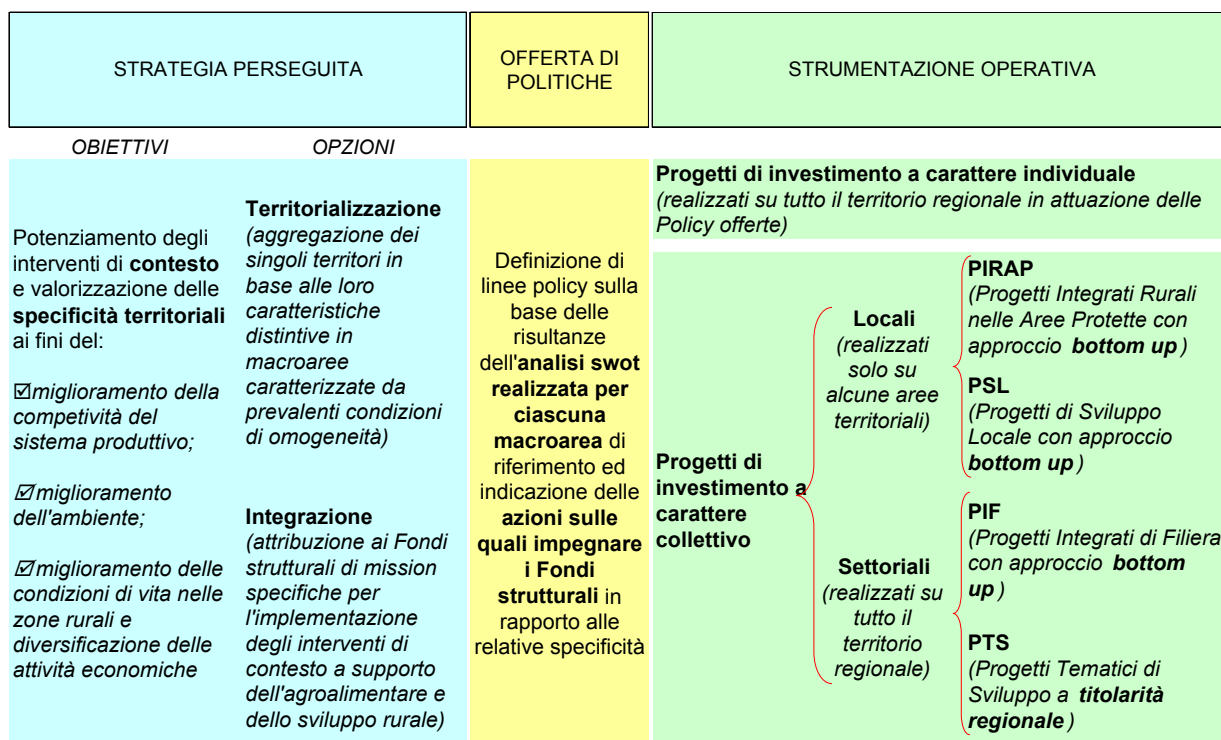 STRATEGIA PERSEGUITA
OFFERTA DI
POLITICHE
STRUMENTAZIONE OPERATIVA
OBIETTIVI
OPZIONI
Potenziamento degli
interventi di contesto
e valorizzazione delle
specificità territoriali
ai fini del:
☑miglioramento della
competività del
sistema produttivo;
☑miglioramento
dell'ambiente;
☑miglioramento delle
condizioni di vita nelle
zone rurali e
diversificazione delle
attività economiche
Territorializzazione
(aggregazione dei
singoli territori in
base alle loro
caratteristiche
distintive in
macroaree
caratterizzate da
prevalenti condizioni
di omogeneità)
Integrazione
(attribuzione ai Fondi
strutturali di mission
specifiche per
l'implementazione
degli interventi di
contesto a supporto
dell'agroalimentare e
dello sviluppo rurale)
Definizione di
linee policy sulla
base delle
risultanze
dell'analisi swot
realizzata per
ciascuna
macroarea di
riferimento ed
indicazione delle
azioni sulle
quali impegnare
i Fondi
strutturali in
rapporto alle
relative specificità
Progetti di investimento a carattere individuale
(realizzati su tutto il territorio regionale in attuazione delle
Policy offerte)
Progetti di
investimento a
carattere
collettivo
Locali
(realizzati
solo su
alcune aree
territoriali)
PIRAP
(Progetti Integrati Rurali
nelle Aree Protette con
approccio bottom up)
PSL
(Progetti di Sviluppo
Locale con approccio
bottom up)
Settoriali
(realizzati su
tutto il
territorio
regionale)
PIF
(Progetti Integrati di Filiera
con approccio bottom
up)
PTS
(Progetti Tematici di
Sviluppo a titolarità
regionale)